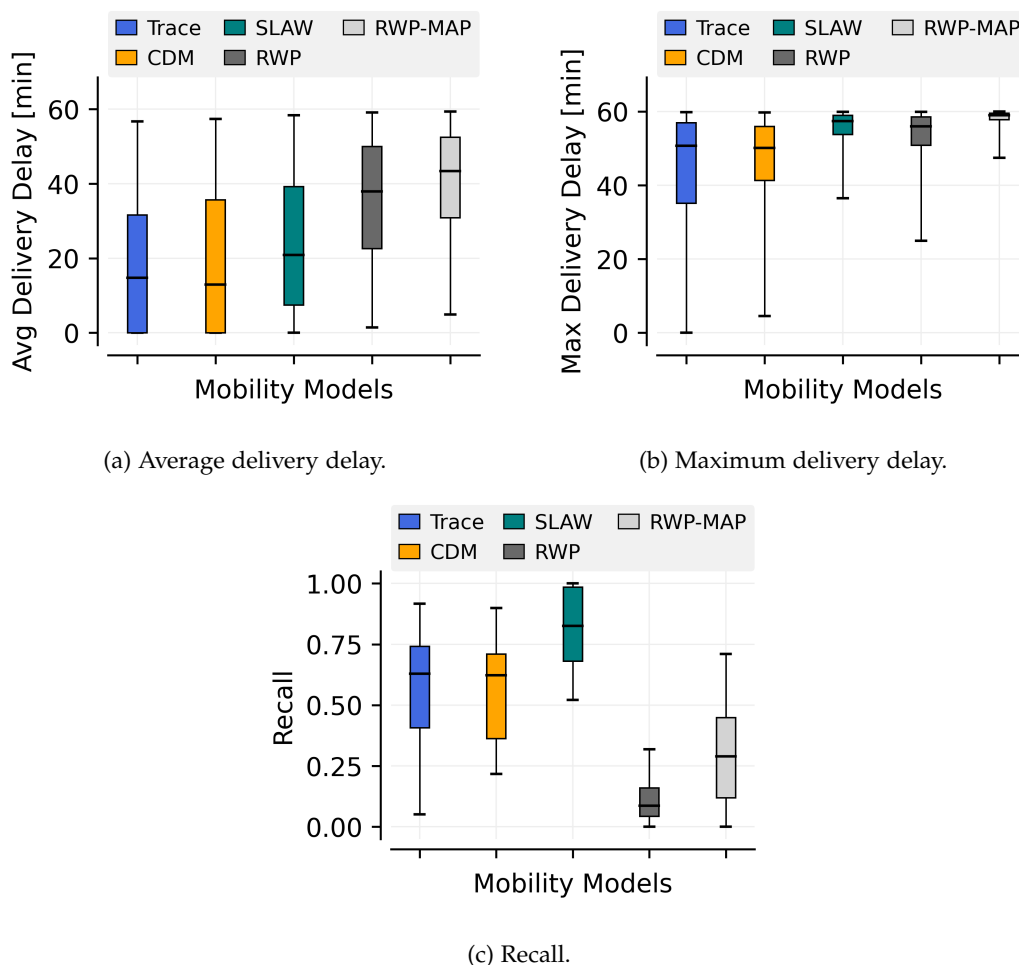 Trace SLAW RWP-MAP
CDM RWP
Avg Delivery Delay [min]
60
40
20
0
Mobility Models
(a) Average delivery delay.
Trace SLAW RWP-MAP
CDM RWP
Max Delivery Delay [min]
60
40
20
0
Mobility Models
(b) Maximum delivery delay.
Trace SLAW RWP-MAP
CDM RWP
Recall
1.00
0.75
0.50
0.25
0.00
Mobility Models
(c) Recall.